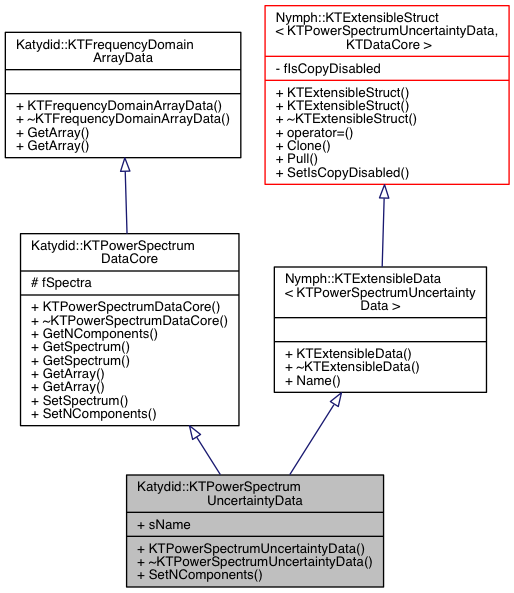 Katydid::KTFrequencyDomain
ArrayData
+ KTFrequencyDomainArrayData()
+ ~KTFrequencyDomainArrayData()
+ GetArray()
+ GetArray()
Nymph::KTExtensibleStruct
< KTPowerSpectrumUncertaintyData,
KTDataCore >
- fIsCopyDisabled
+ KTExtensibleStruct()
+ KTExtensibleStruct()
+ ~KTExtensibleStruct()
+ operator=()
+ Clone()
+ Pull()
+ SetIsCopyDisabled()
Katydid::KTPowerSpectrum
DataCore
# fSpectra
+ KTPowerSpectrumDataCore()
+ ~KTPowerSpectrumDataCore()
+ GetNComponents()
+ GetSpectrum()
+ GetSpectrum()
+ GetArray()
+ GetArray()
+ SetSpectrum()
+ SetNComponents()
Nymph::KTExtensibleData
< KTPowerSpectrumUncertainty
Data >
+ KTExtensibleData()
+ ~KTExtensibleData()
+ Name()
Katydid::KTPowerSpectrum
UncertaintyData
+ sName
+ KTPowerSpectrumUncertaintyData()
+ ~KTPowerSpectrumUncertaintyData()
+ SetNComponents()